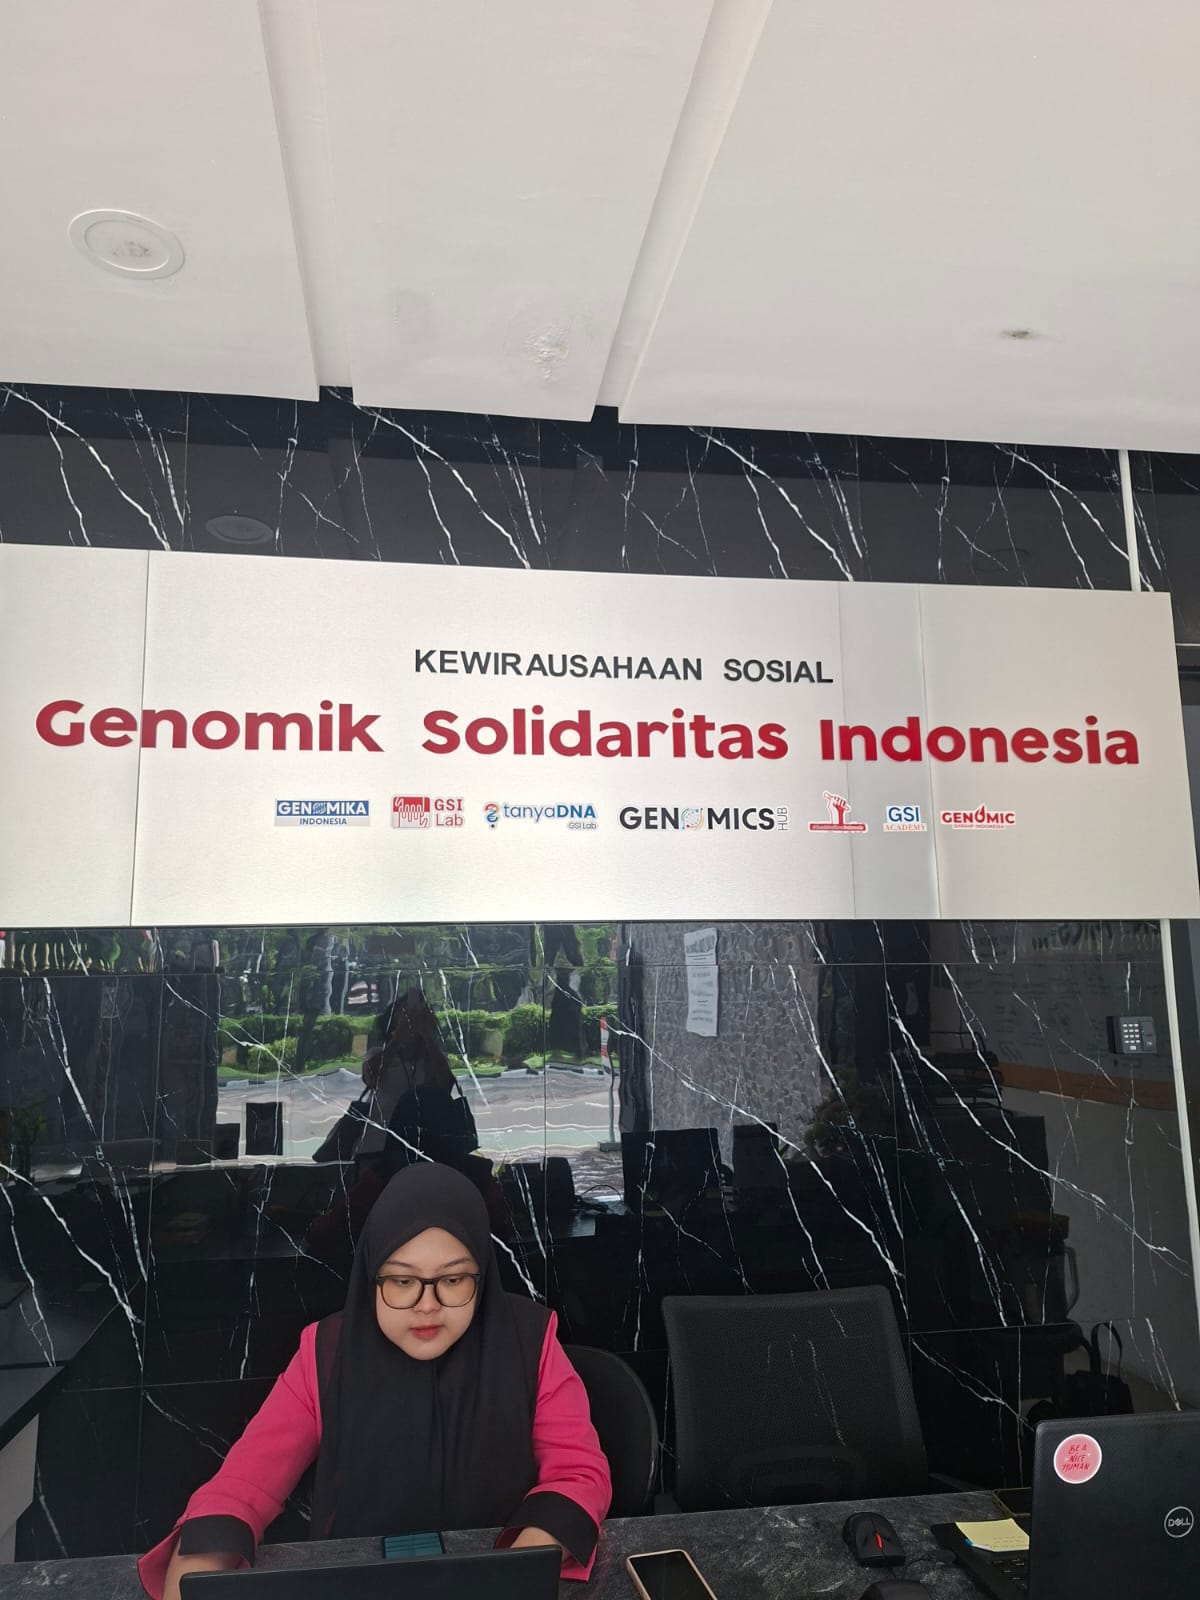 KEWIRAUSAHAAN SOSIAL
Genomik Solidaritas Indonesia
GENOMIKA
INDONESIA
GSI
Lab
tanyaDNA
GSI Lab
GENOMICS
HUB
GSI
ACADEMY
GENOMIC
INDONESIA
BE A
NICE
HUMAN
DELL